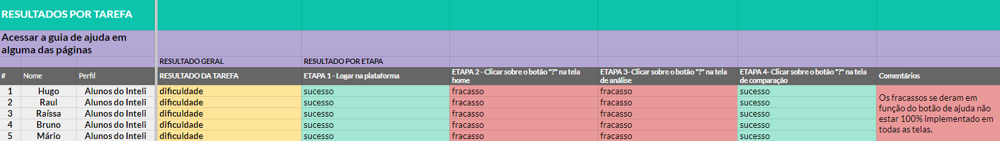 RESULTADOS POR TAREFA
Acessar a guia de ajuda em
alguma das páginas
RESULTADO GERAL RESULTADO POR ETAPA
# Nome Perfil RESULTADO DA TAREFA ETAPA 1 - Logar na plataforma ETAPA 2 - Clicar sobre o botão "?" na tela home ETAPA 3- Clicar sobre o botão "?" na tela de análise ETAPA 4- Clicar sobre o botão "?" na tela de comparação Comentários
1 Hugo Alunos do Inteli dificuldade sucesso fracasso fracasso sucesso
2 Raul Alunos do Inteli dificuldade sucesso fracasso fracasso sucesso
3 Raíssa Alunos do Inteli dificuldade sucesso fracasso fracasso sucesso
4 Bruno Alunos do Inteli dificuldade sucesso fracasso fracasso sucesso
5 Mário Alunos do Inteli dificuldade sucesso fracasso fracasso sucesso
Os fracassos se deram em
função do botão de ajuda não
estar 100% implementado em
todas as telas.